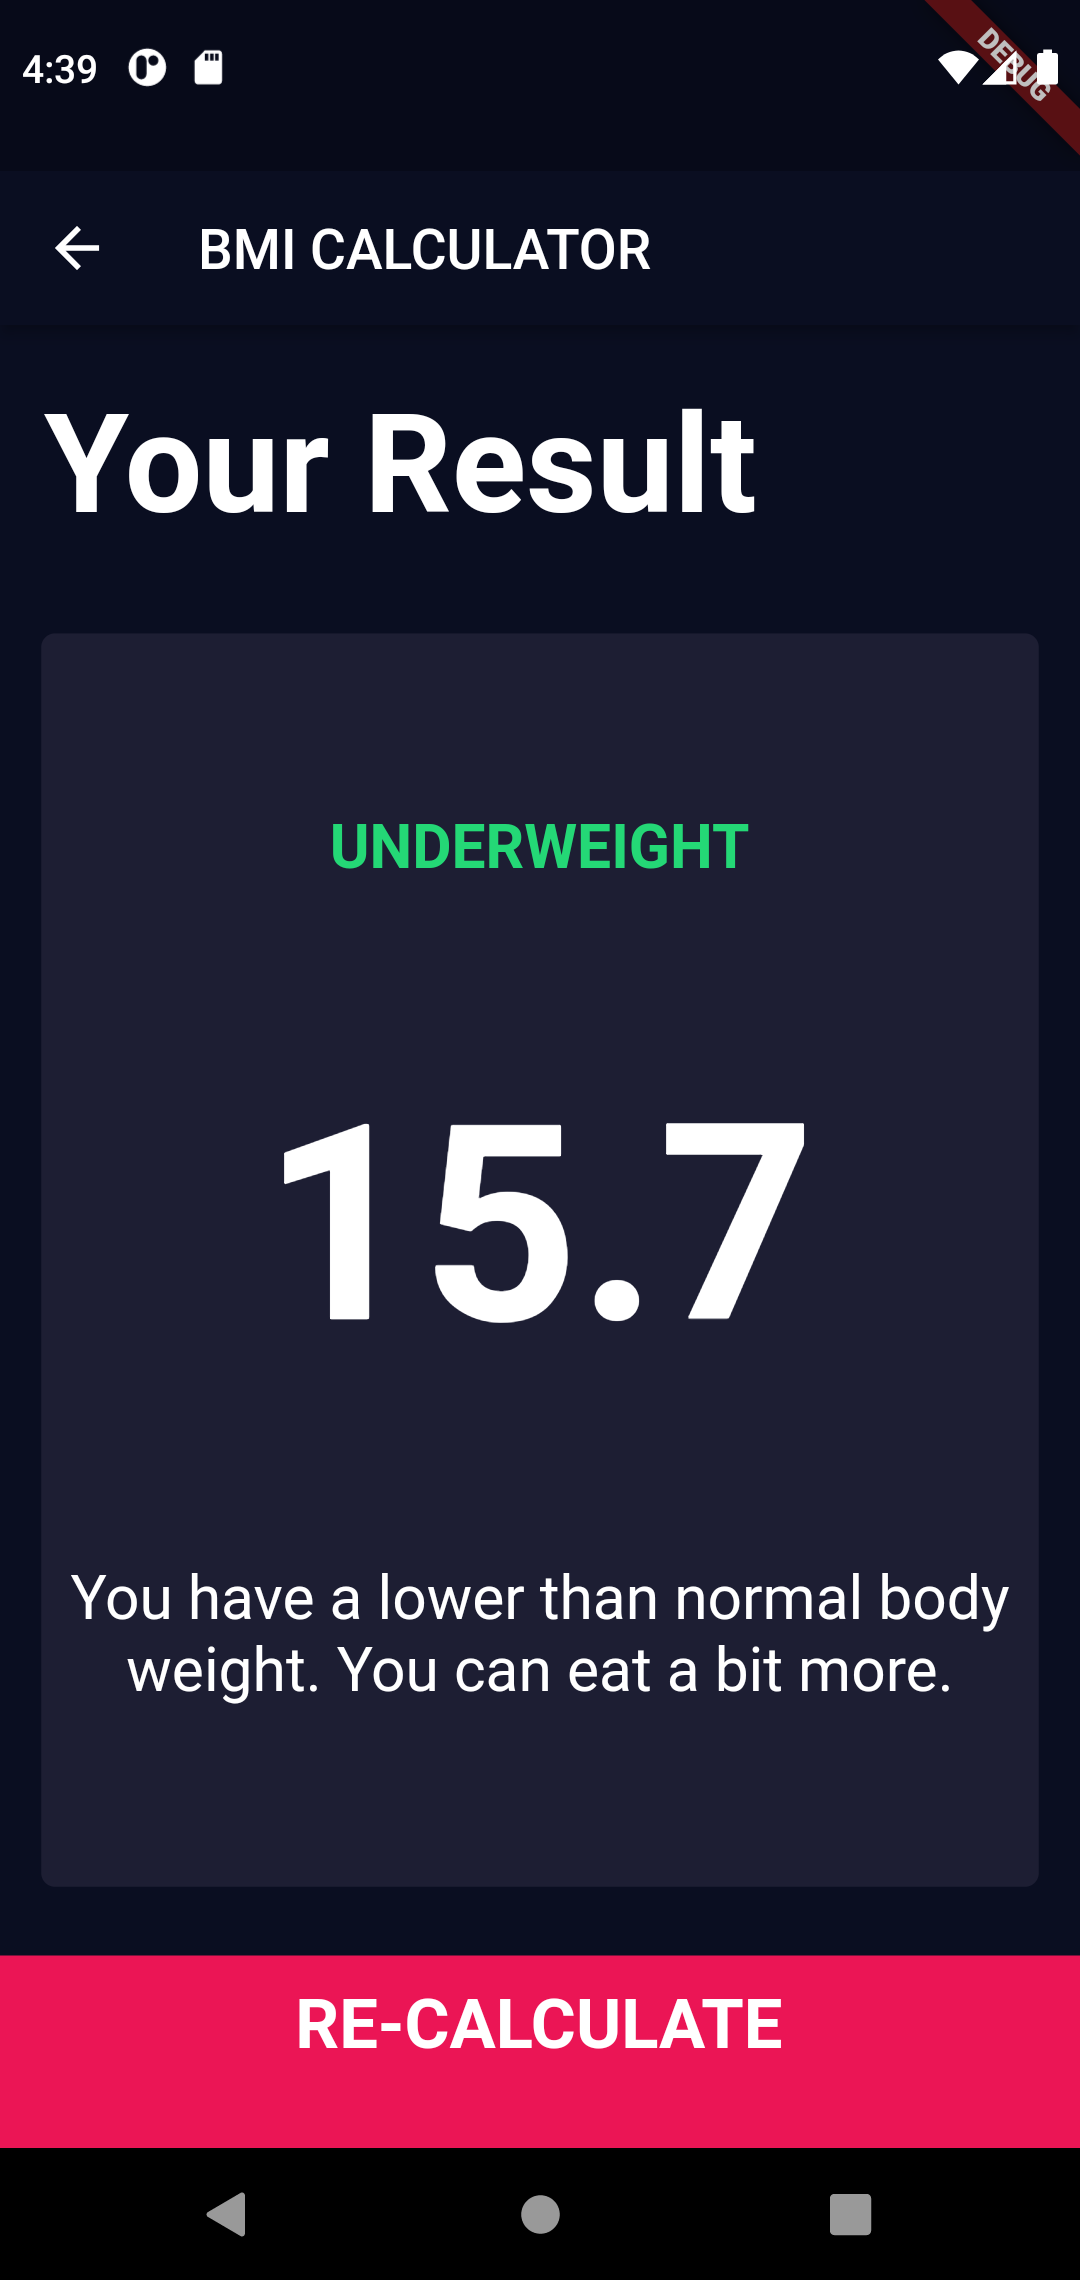 4:39
DEBUG
BMI CALCULATOR
Your Result
UNDERWEIGHT
15.7
You have a lower than normal body
weight. You can eat a bit more.
RE-CALCULATE